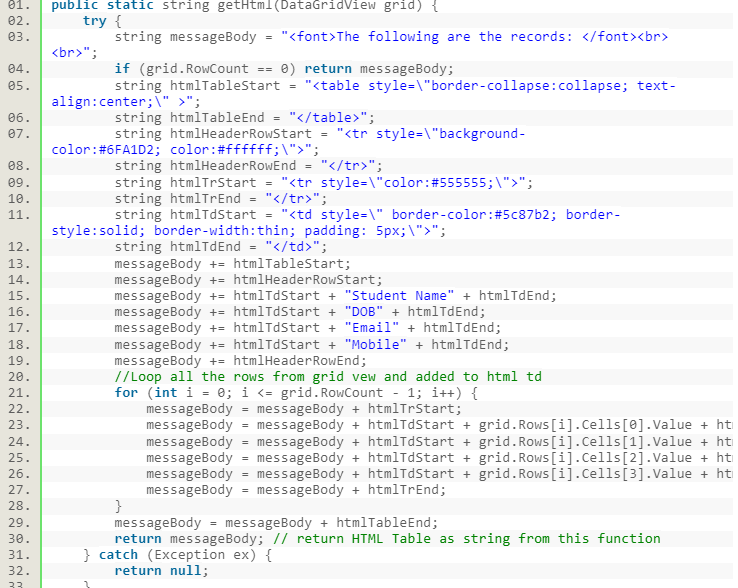 01. public static string getHtml(DataGridView grid) {
02. try {
03. string messageBody = "<font>The following are the records: </font><br>
<br>";
04. if (grid.RowCount == 0) return messageBody;
05. string htmlTableStart = "<table style=\"border-collapse:collapse; text-
align:center;\" >";
06. string htmlTableEnd = "</table>";
07. string htmlHeaderRowStart = "<tr style=\"background-
color:#6FA1D2; color:#ffffff;\">";
08. string htmlHeaderRowEnd = "</tr>";
09. string htmlTrStart = "<tr style=\"color:#555555;\">";
10. string htmlTrEnd = "</tr>";
11. string htmlTdStart = "<td style=\" border-color:#5c87b2; border-
style:solid; border-width:thin; padding: 5px;\">";
12. string htmlTdEnd = "</td>";
13. messageBody += htmlTableStart;
14. messageBody += htmlHeaderRowStart;
15. messageBody += htmlTdStart + "Student Name" + htmlTdEnd;
16. messageBody += htmlTdStart + "DOB" + htmlTdEnd;
17. messageBody += htmlTdStart + "Email" + htmlTdEnd;
18. messageBody += htmlTdStart + "Mobile" + htmlTdEnd;
19. messageBody += htmlHeaderRowEnd;
20. //Loop all the rows from grid vew and added to html td
21. for (int i = 0; i <= grid.RowCount - 1; i++) {
22. messageBody = messageBody + htmlTrStart;
23. messageBody = messageBody + htmlTdStart + grid.Rows[i].Cells[0].Value + ht
24. messageBody = messageBody + htmlTdStart + grid.Rows[i].Cells[1].Value + ht
25. messageBody = messageBody + htmlTdStart + grid.Rows[i].Cells[2].Value + ht
26. messageBody = messageBody + htmlTdStart + grid.Rows[i].Cells[3].Value + ht
27. messageBody = messageBody + htmlTrEnd;
28. }
29. messageBody = messageBody + htmlTableEnd;
30. return messageBody; // return HTML Table as string from this function
31. } catch (Exception ex) {
32. return null;
33. }